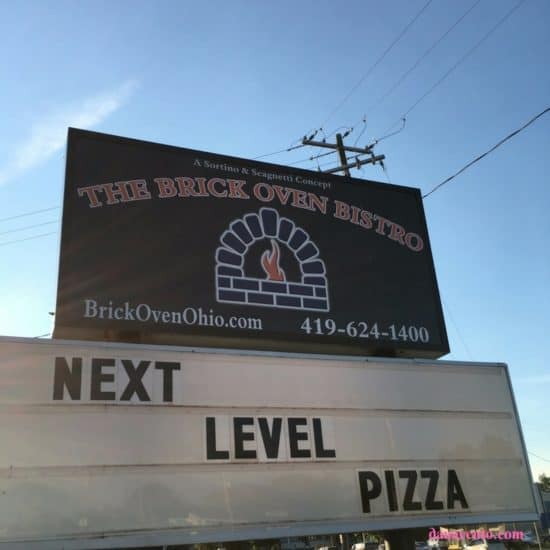 A Sortino & Scagnetti Concept
THE BRICK OVEN BISTRO
BrickOvenOhio.com 419-624-1400
NEXT
LEVEL
PIZZA